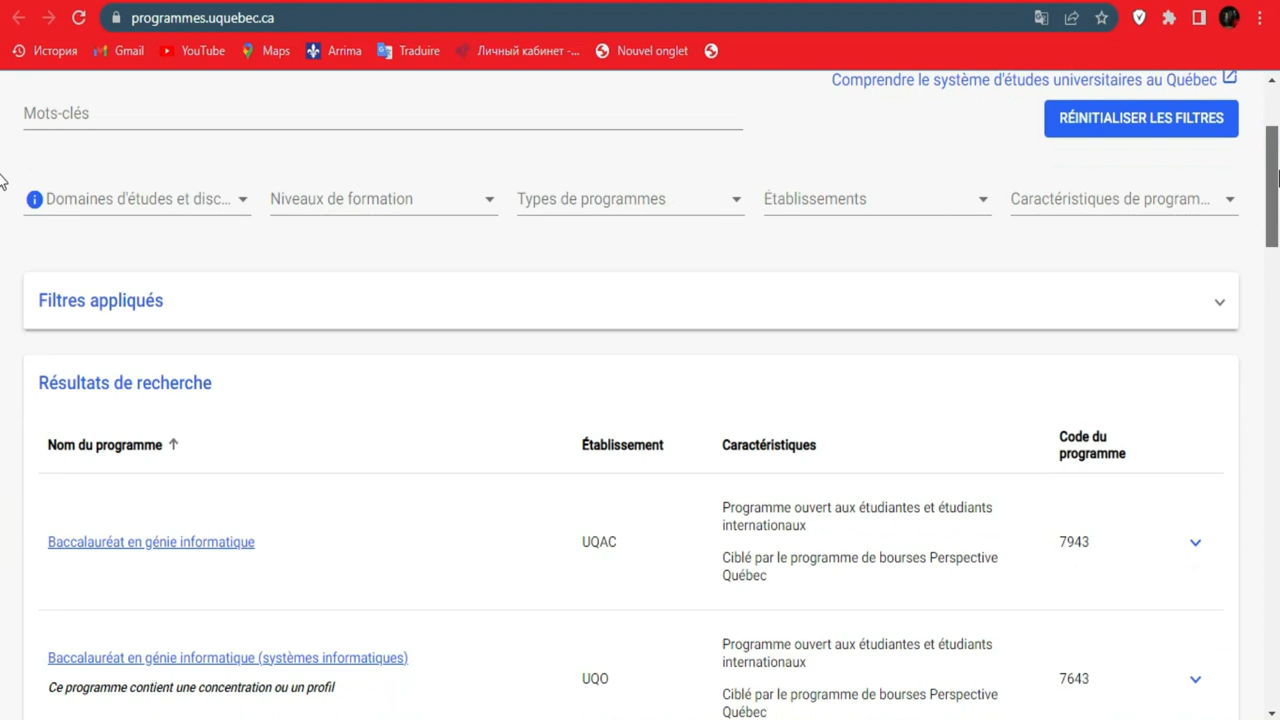 programmes.uquebec.ca
История Gmail YouTube Maps Arrima Traduire Личный кабинет -... Nouvel onglet
Comprendre le système d'études universitaires au Québec
Mots-clés
RÉINITIALISER LES FILTRES
Domaines d'études et disc... Niveaux de formation Types de programmes Établissements Caractéristiques de program...
Filtres appliqués
Résultats de recherche
Nom du programme Établissement Caractéristiques Code du
programme
Programme ouvert aux étudiantes et étudiants
internationaux
Baccalauréat en génie informatique UQAC 7943
Ciblé par le programme de bourses Perspective
Québec
Programme ouvert aux étudiantes et étudiants
internationaux
Baccalauréat en génie informatique (systèmes informatiques)
Ce programme contient une concentration ou un profil
UQO 7643
Ciblé par le programme de bourses Perspective
Québec